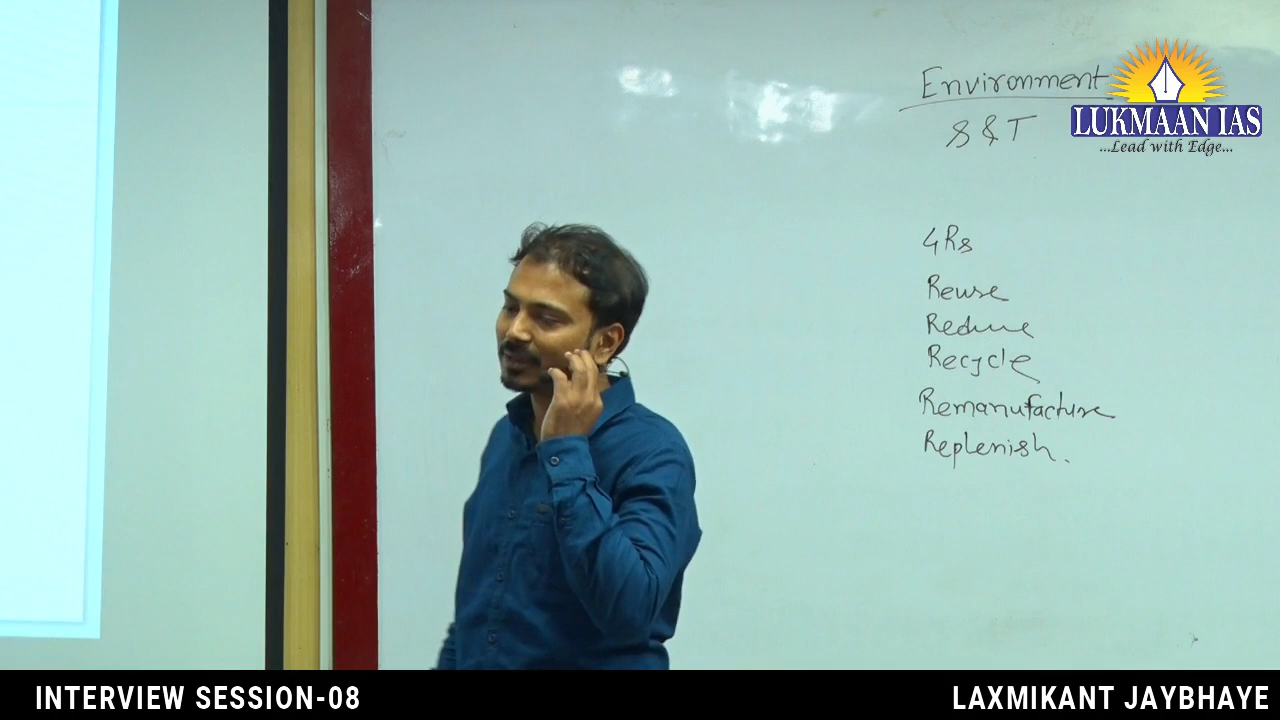 Environment
S & T
LUKMAAN IAS
...Lead with Edge...
4Rs
Reuse
Reduce
Recycle
Remanufacture
Replenish.
INTERVIEW SESSION-08
LAXMIKANT JAYBHAYE